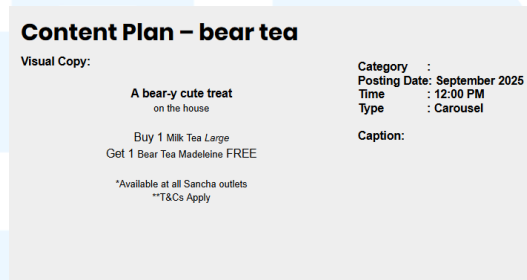 Content Plan – bear tea
Visual Copy:
A bear-y cute treat
on the house
Buy 1 Milk Tea Large
Get 1 Bear Tea Madeleine FREE
*Available at all Sancha outlets
**T&Cs Apply
Category :
Posting Date: September 2025
Time : 12:00 PM
Type : Carousel
Caption: